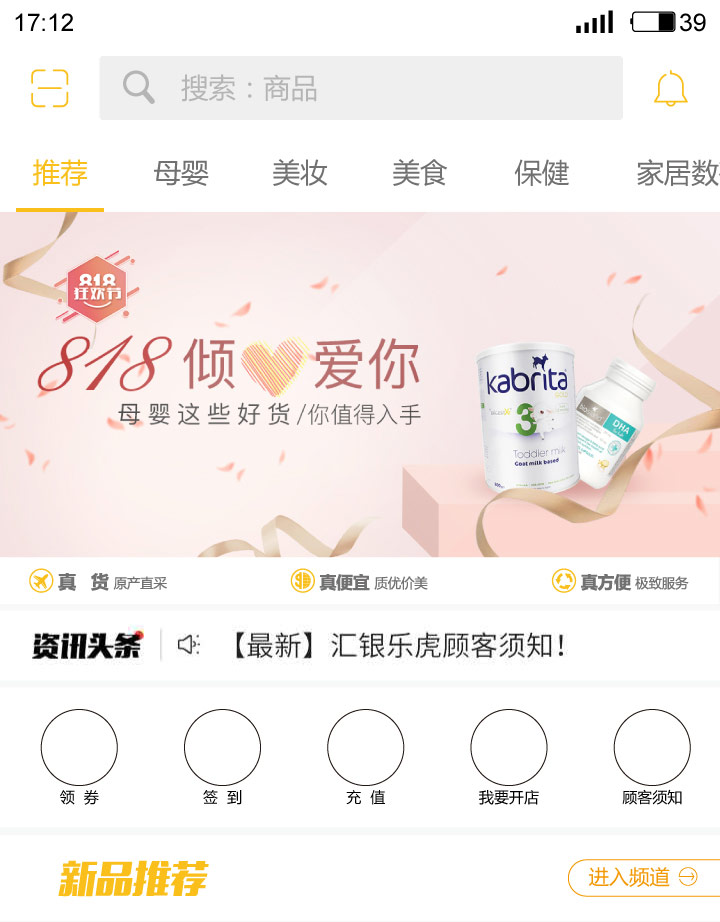 17:12 39
搜索：商品
推荐 母婴 美妆 美食 保健 家居数
818
狂欢节
818 倾 爱你
母婴这些好货/你值得入手
kabrita
GOLD
3
Toddler milk
Goat milk based
DHA
真 货 原产直采 真便宜 质优价美 真方便 极致服务
资讯头条 【最新】汇银乐虎顾客须知！
领 券 签 到 充 值 我要开店 顾客须知
新品推荐 进入频道